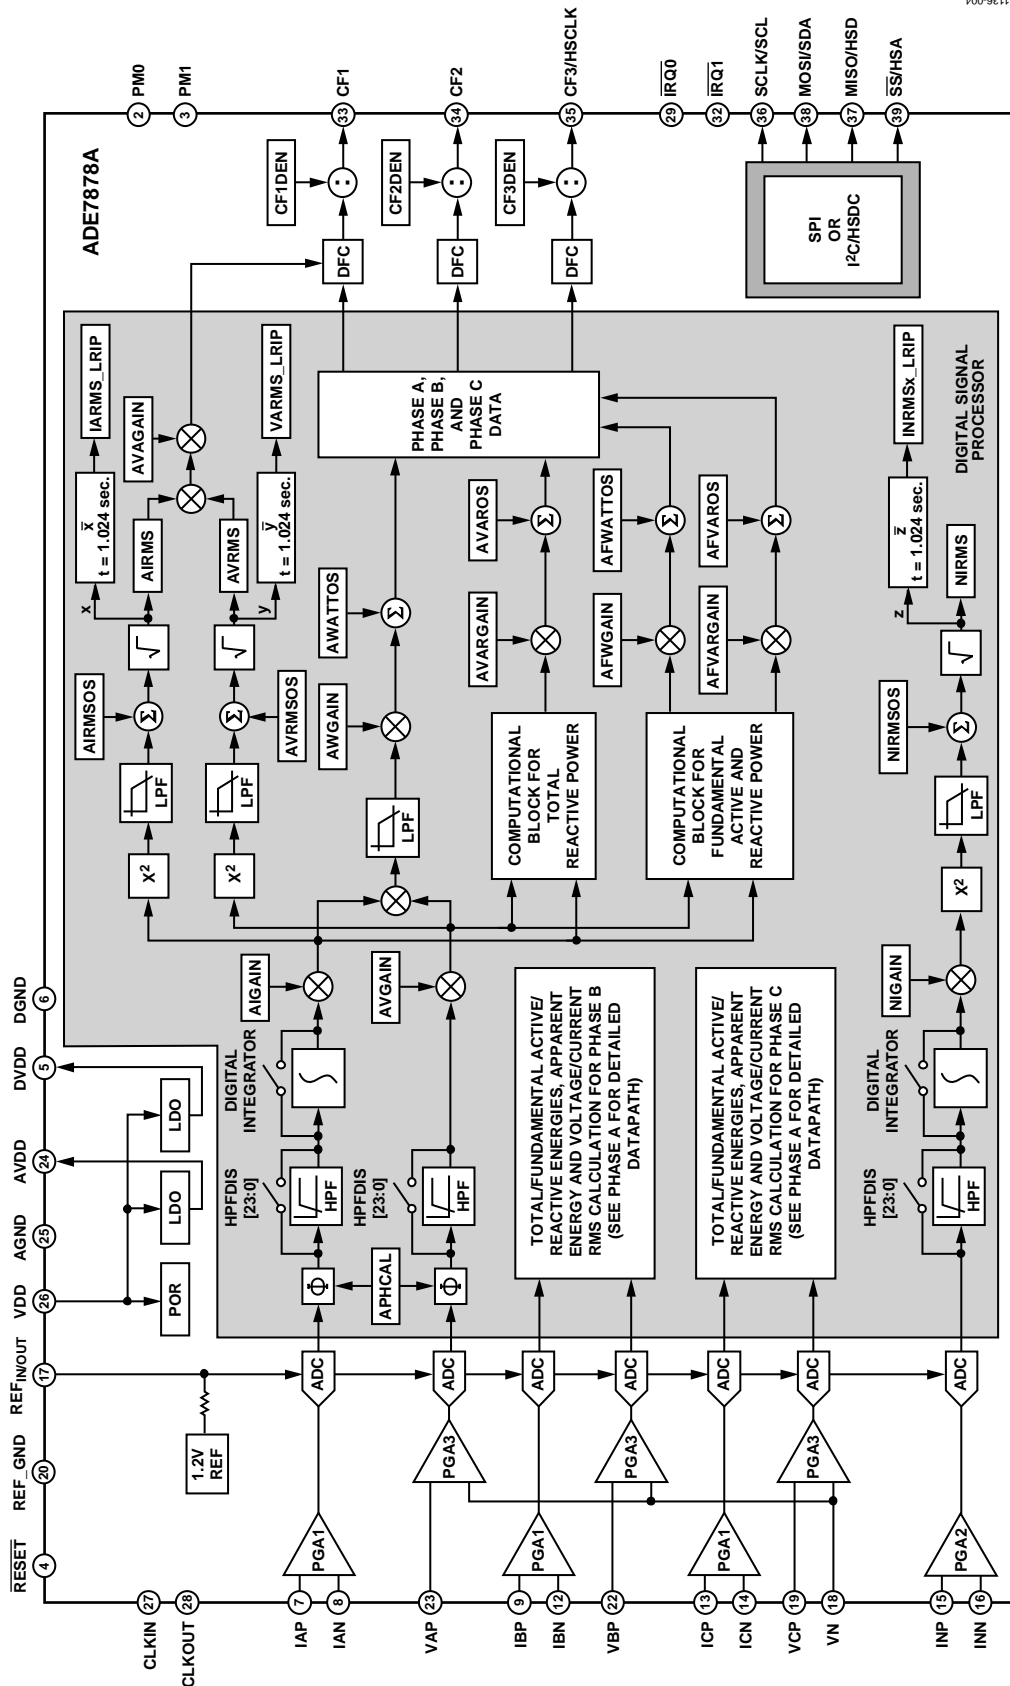 RESET
4
REF_GND
20
REFIN/OUT
17
VDD
26
AGND
25
AVDD
24
DVDD
5
DGND
6
CLKIN
27
CLKOUT
28
1.2V
REF
POR
LDO
LDO
ADE7878A
2
PM0
3
PM1
IAP
7
IAN
8
PGA1
ADC
VAP
23
PGA3
ADC
IBP
9
IBN
12
PGA1
ADC
VBP
22
PGA3
ADC
ICP
13
ICN
14
PGA1
ADC
VCP
19
VN
18
PGA3
ADC
INP
15
INN
16
PGA2
ADC
Φ
APHCAL
Φ
HPFDIS
[23:0]
HPF
HPFDIS
[23:0]
HPF
DIGITAL
INTEGRATOR
AIGAIN
AVGAIN
X²
LPF
AIRMSOS
Σ
√
x
AIRMS
x̅
t = 1.024 sec.
IARMS_LRIP
AVAGAIN
X²
LPF
AVRMSOS
Σ
√
y
AVRMS
y̅
t = 1.024 sec.
VARMS_LRIP
LPF
AWGAIN
AWATTOS
Σ
COMPUTATIONAL
BLOCK FOR
TOTAL
REACTIVE POWER
AVARGAIN
AVAROS
Σ
COMPUTATIONAL
BLOCK FOR
FUNDAMENTAL
ACTIVE AND
REACTIVE POWER
AFWGAIN
AFWATTOS
Σ
AFVARGAIN
AFVAROS
Σ
PHASE A,
PHASE B,
AND
PHASE C
DATA
TOTAL/FUNDAMENTAL ACTIVE/
REACTIVE ENERGIES, APPARENT
ENERGY AND VOLTAGE/CURRENT
RMS CALCULATION FOR PHASE B
(SEE PHASE A FOR DETAILED
DATAPATH)
TOTAL/FUNDAMENTAL ACTIVE/
REACTIVE ENERGIES, APPARENT
ENERGY AND VOLTAGE/CURRENT
RMS CALCULATION FOR PHASE C
(SEE PHASE A FOR DETAILED
DATAPATH)
HPFDIS
[23:0]
HPF
DIGITAL
INTEGRATOR
NIGAIN
X²
LPF
NIRMSOS
Σ
√
z
NIRMS
z̅
t = 1.024 sec.
INRMSx_LRIP
DIGITAL SIGNAL
PROCESSOR
DFC
CF1DEN
:
33
CF1
DFC
CF2DEN
:
34
CF2
DFC
CF3DEN
:
35
CF3/HSCLK
29
IRQ0
32
IRQ1
SPI
OR
I²C/HSDC
36
SCLK/SCL
38
MOSI/SDA
37
MISO/HSD
39
SS/HSA